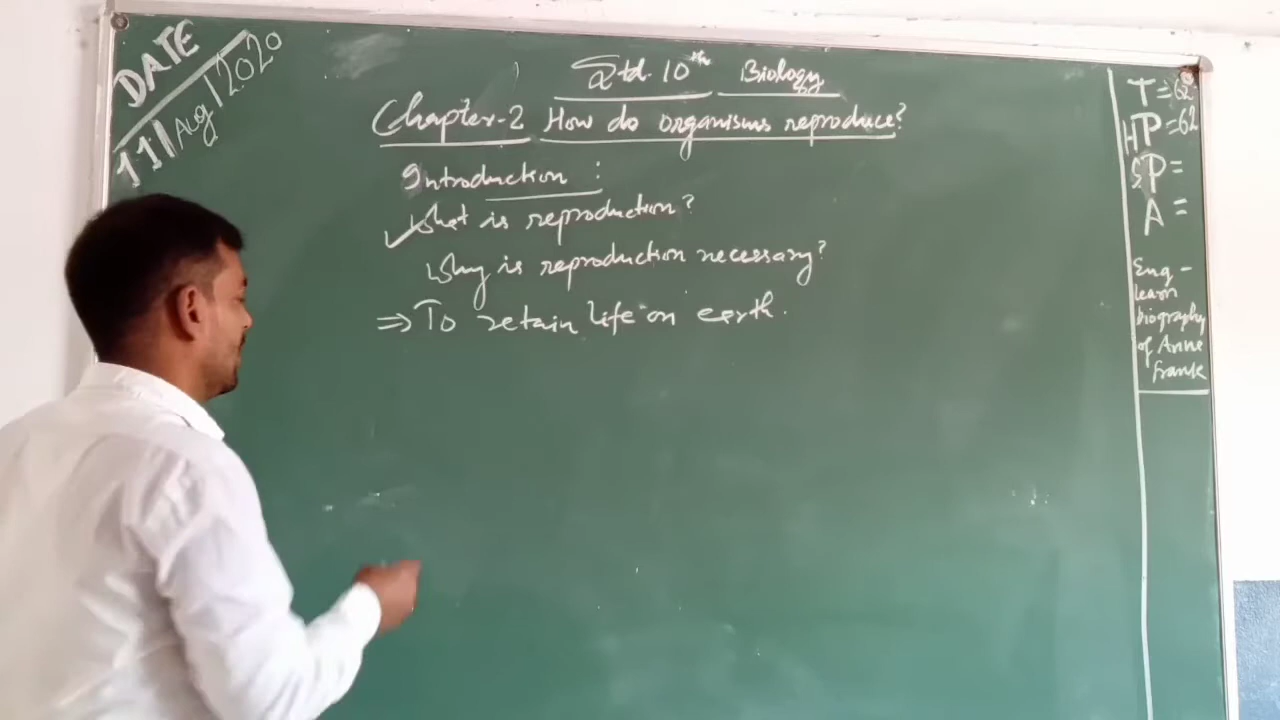 DATE
11/Aug/2020
Std. 10th Biology
Chapter-2 How do organisms reproduce?
Introduction :
What is reproduction?
Why is reproduction necessary?
⇒ To retain life on earth.
T = 62
HP = 62
SP =
A =
Eng -
learn
biography
of Anne
frank